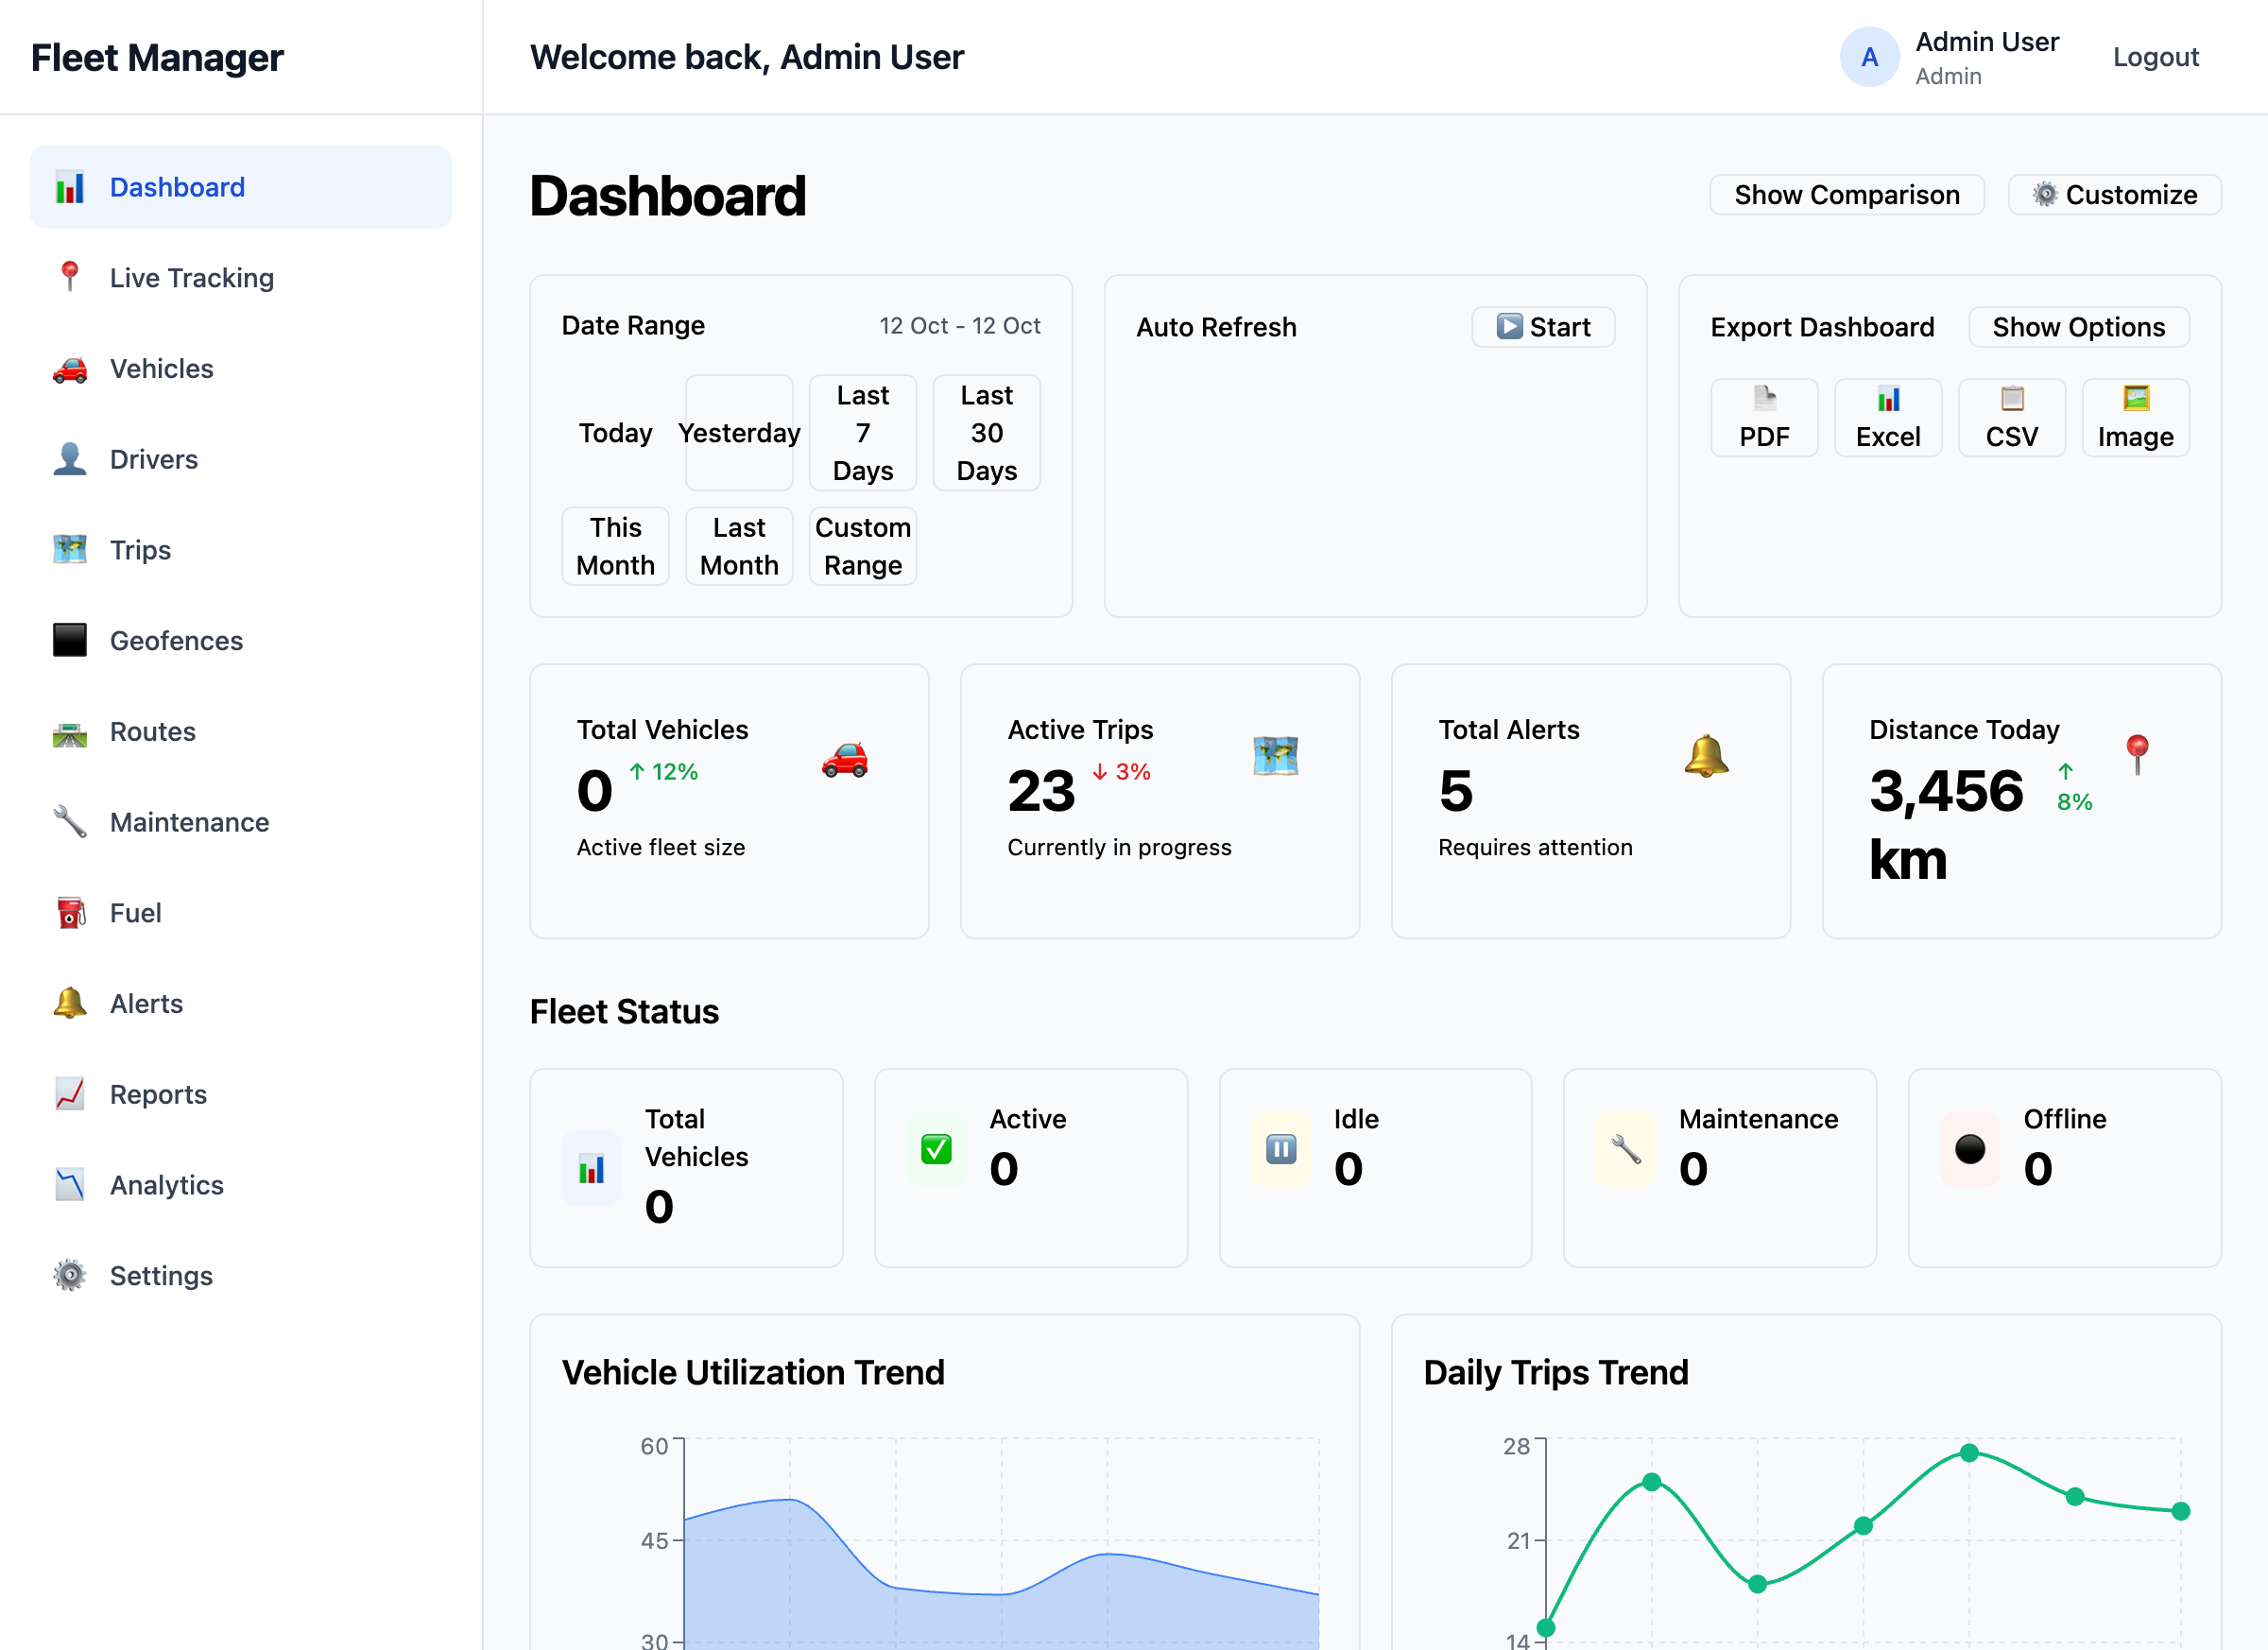 Fleet Manager
Welcome back, Admin User
A
Admin User
Admin
Logout
Dashboard
Live Tracking
Vehicles
Drivers
Trips
Geofences
Routes
Maintenance
Fuel
Alerts
Reports
Analytics
Settings
Dashboard
Show Comparison
Customize
Date Range
12 Oct - 12 Oct
Today
Yesterday
Last
7
Days
Last
30
Days
This
Month
Last
Month
Custom
Range
Auto Refresh
Start
Export Dashboard
Show Options
PDF
Excel
CSV
Image
Total Vehicles
0 ↑ 12%
Active fleet size
Active Trips
23 ↓ 3%
Currently in progress
Total Alerts
5
Requires attention
Distance Today
3,456
km
↑
8%
Fleet Status
Total
Vehicles
0
Active
0
Idle
0
Maintenance
0
Offline
0
Vehicle Utilization Trend
60
45
30
Daily Trips Trend
28
21
14